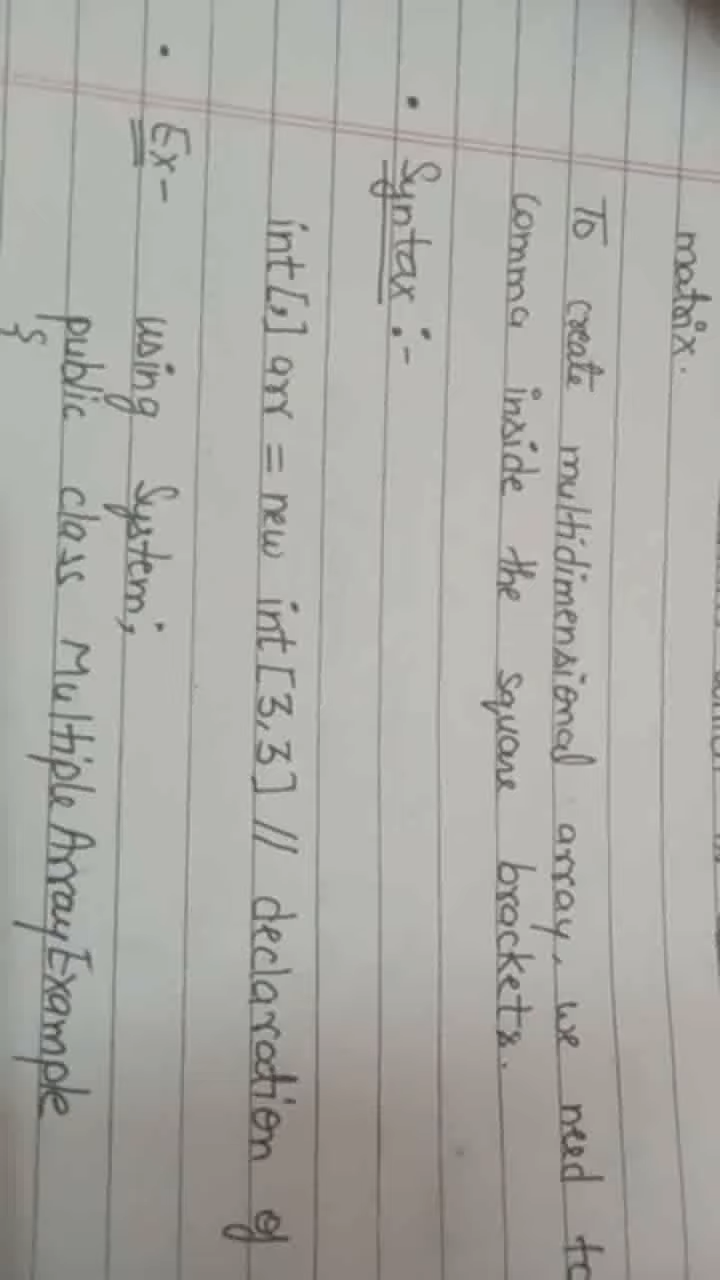 matrix.
To create multidimensional array, we need to
comma inside the square brackets.
• Syntax :-
int[,] arr = new int[3,3] // declaration of
• Ex- using System;
public class MultipleArrayExample
{